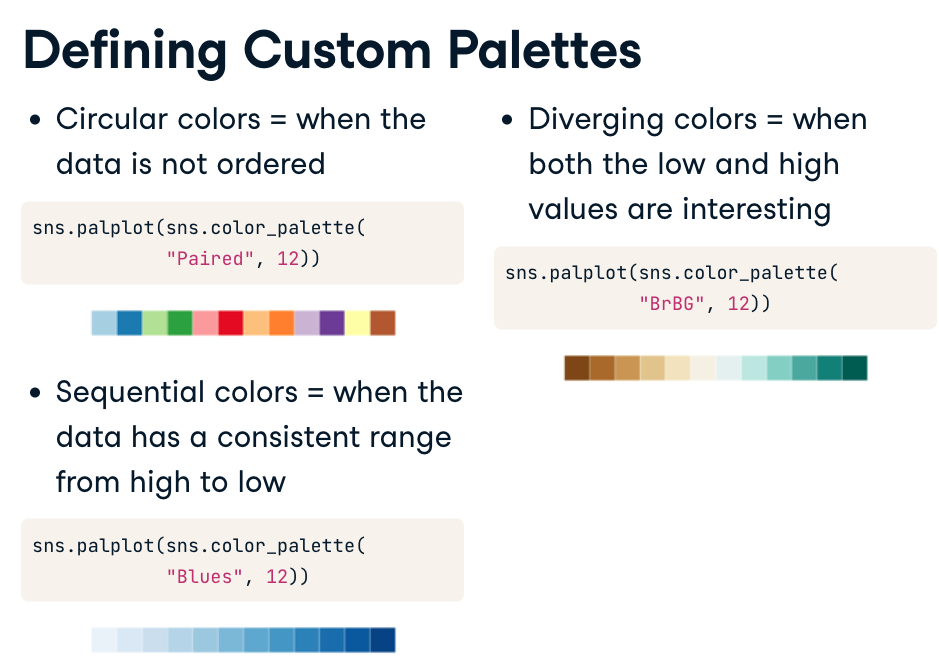 Defining Custom Palettes
• Circular colors = when the
data is not ordered
sns.palplot(sns.color_palette(
"Paired", 12))
• Sequential colors = when the
data has a consistent range
from high to low
sns.palplot(sns.color_palette(
"Blues", 12))
• Diverging colors = when
both the low and high
values are interesting
sns.palplot(sns.color_palette(
"BrBG", 12))